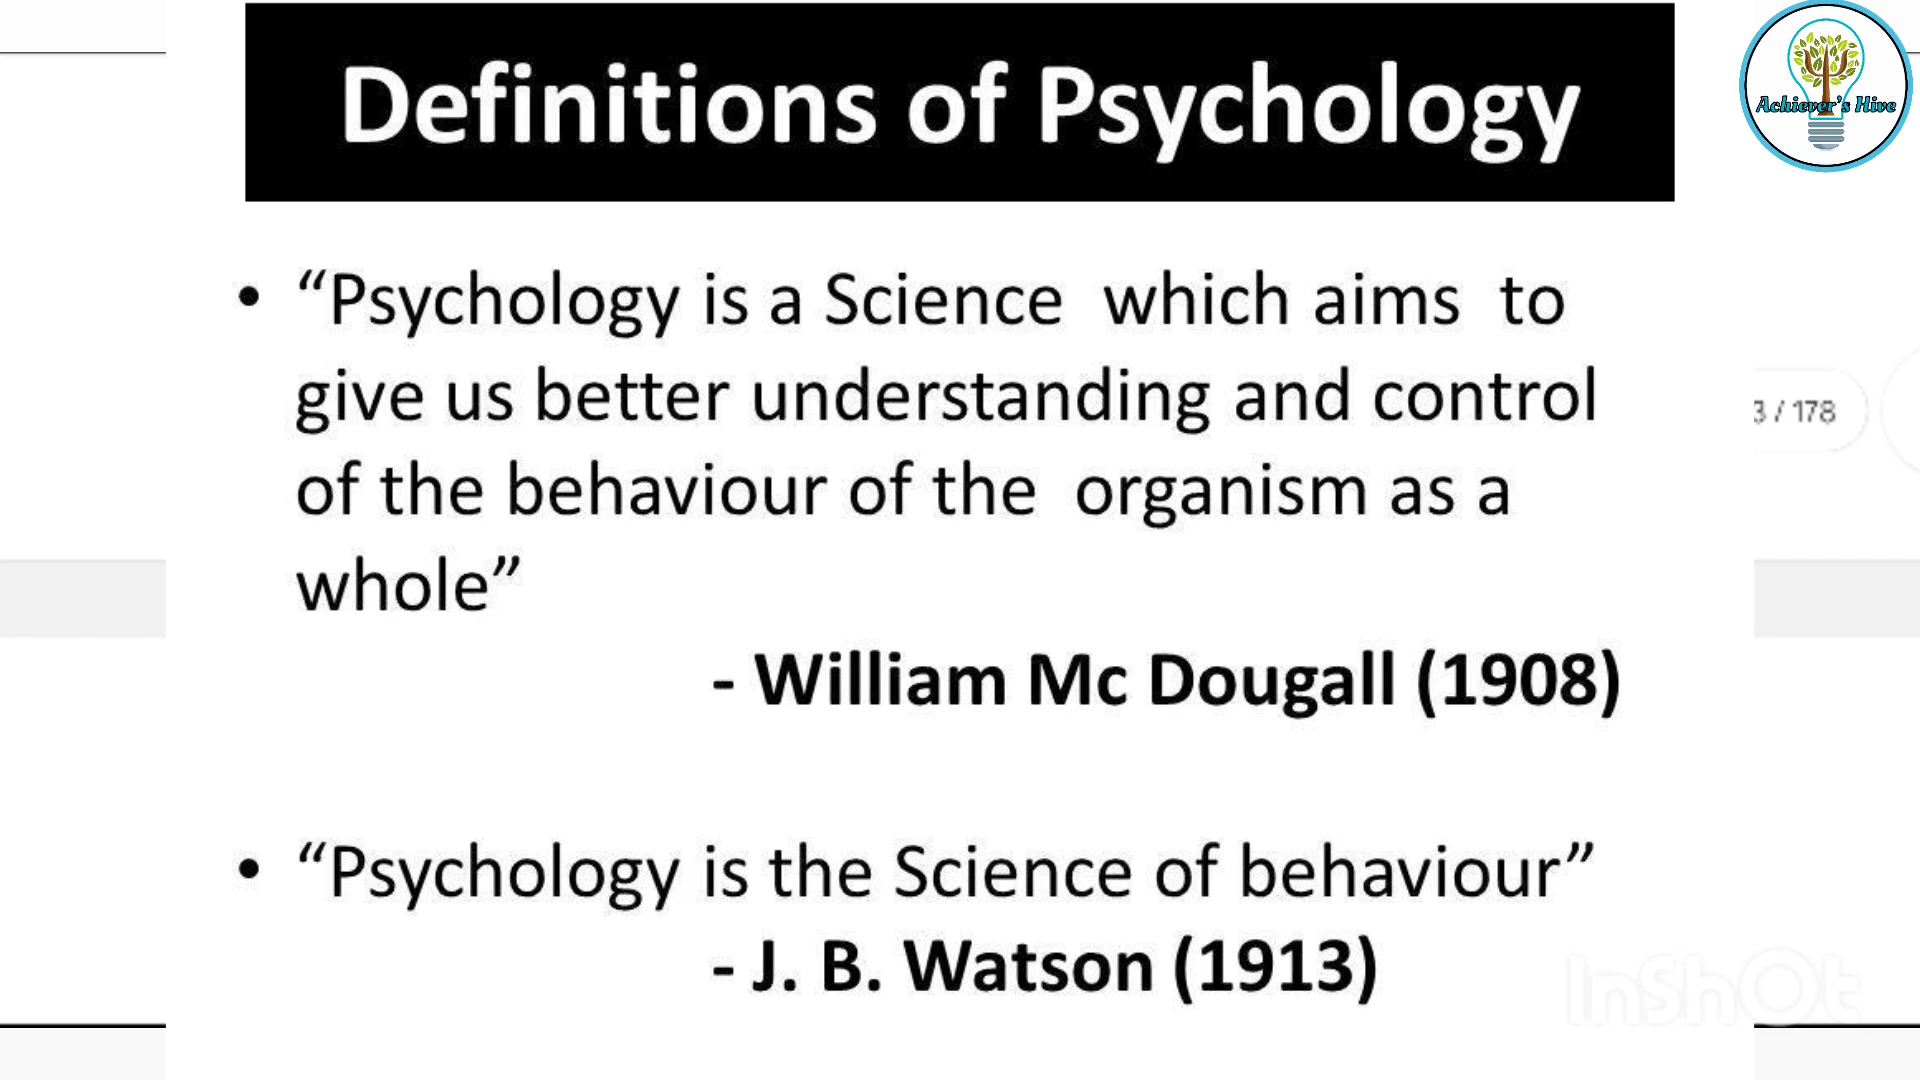 Definitions of Psychology
Achiever's Hive
• “Psychology is a Science which aims to
give us better understanding and control
of the behaviour of the organism as a
whole”
- William Mc Dougall (1908)
• “Psychology is the Science of behaviour”
- J. B. Watson (1913)
3 / 178
InShOt